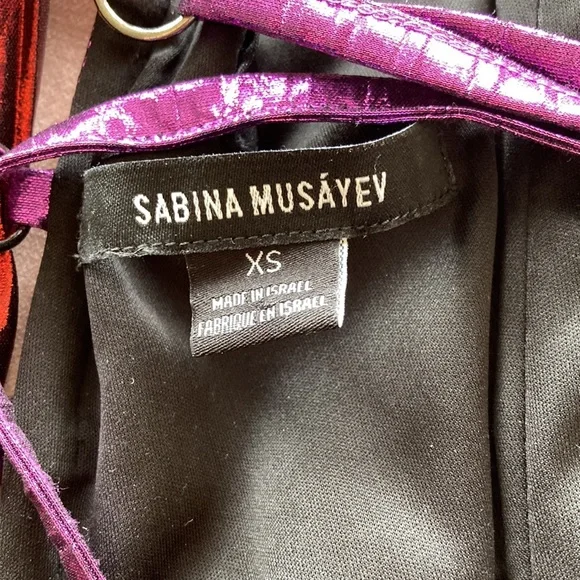 SABINA MUSÁYEV
XS
MADE IN ISRAEL
FABRIQUE EN ISRAEL